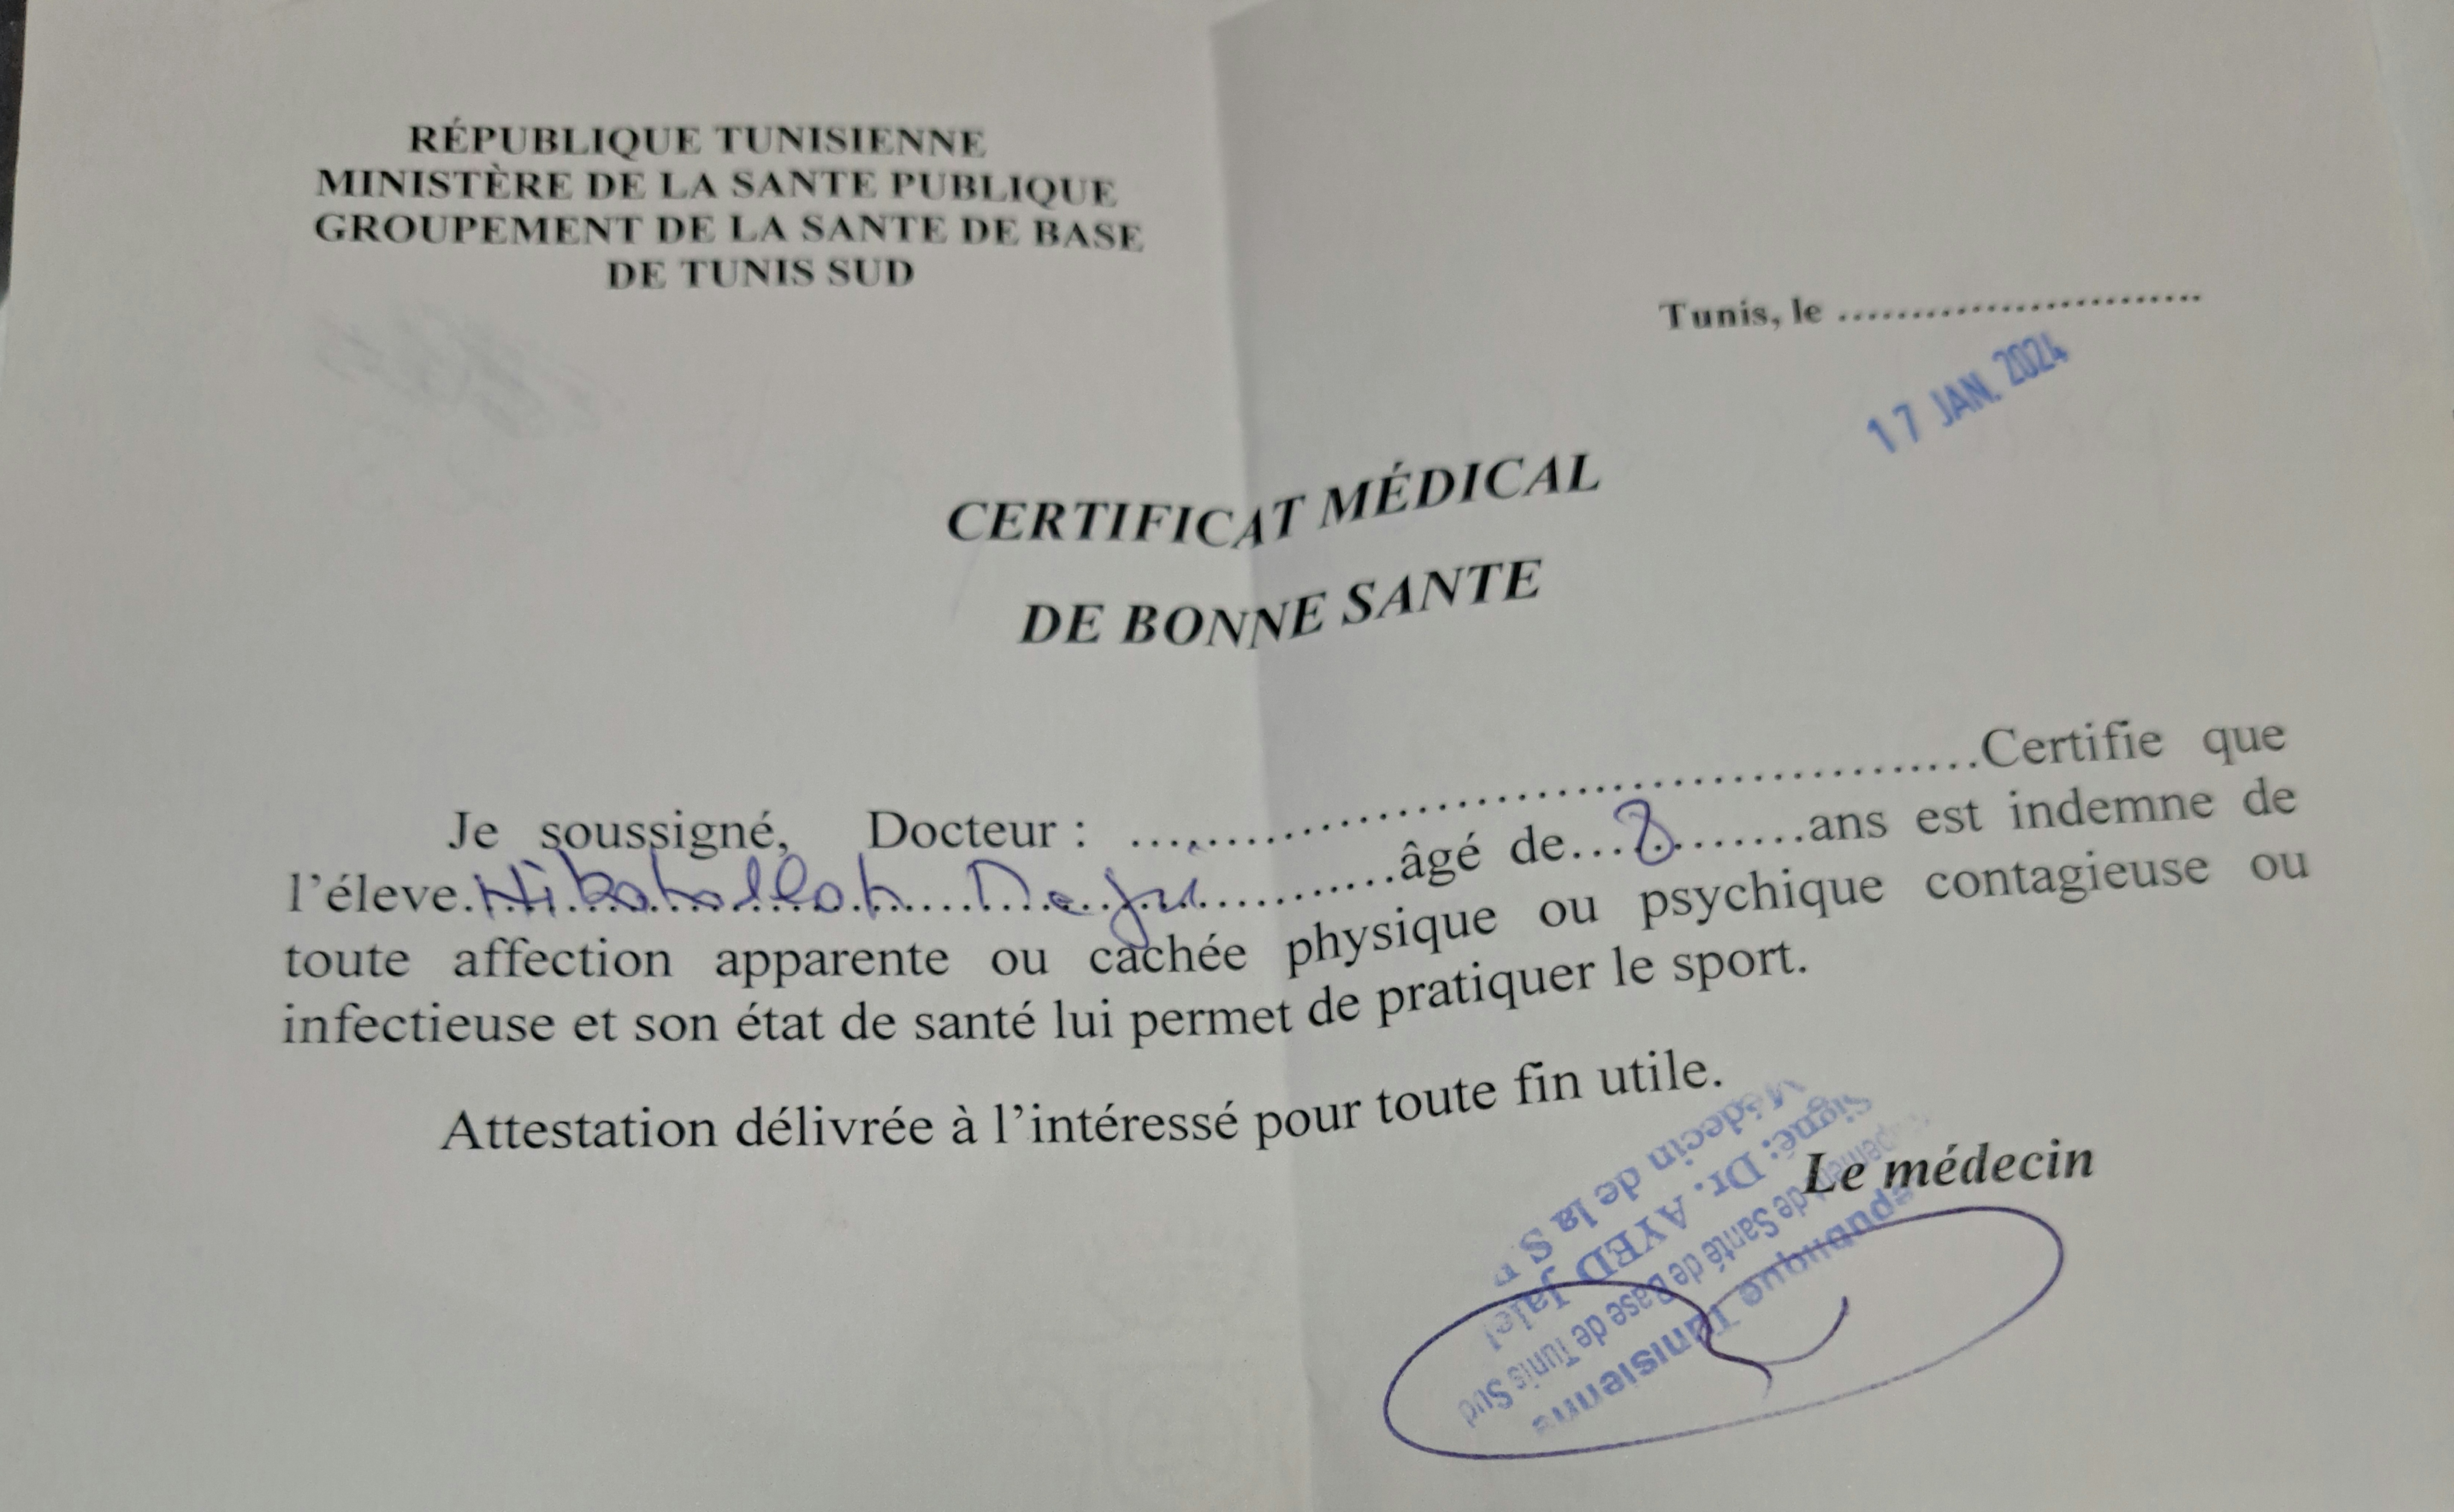 RÉPUBLIQUE TUNISIENNE
MINISTÈRE DE LA SANTE PUBLIQUE
GROUPEMENT DE LA SANTE DE BASE
DE TUNIS SUD
Tunis, le ..............................
17 JAN. 2024
CERTIFICAT MÉDICAL
DE BONNE SANTE
Je soussigné, Docteur : ..............................Certifie que
l'éleve. Hibatallah ..........âgé de...8........ans est indemne de
toute affection apparente ou cachée physique ou psychique contagieuse ou
infectieuse et son état de santé lui permet de pratiquer le sport.
Attestation délivrée à l'intéressé pour toute fin utile.
Le médecin
République Tunisienne
de Santé de Base de Tunis Sud
Signé: Dr. AYED Jalel
Médecin de la S